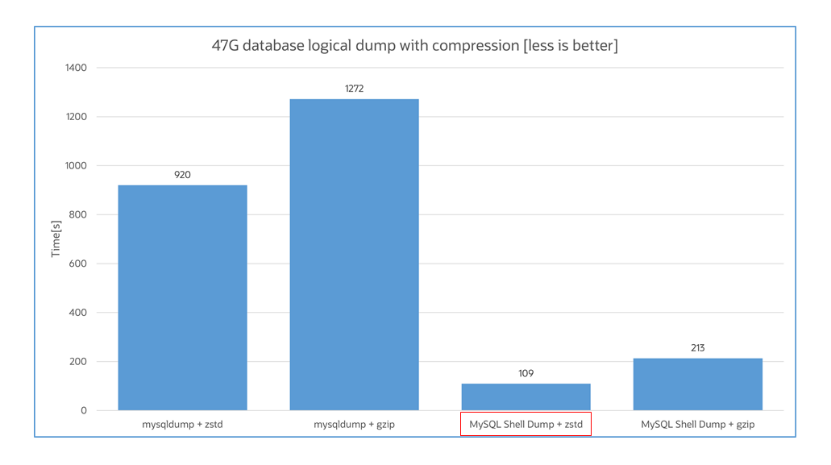 47G database logical dump with compression [less is better]
1400
1200
1000
800
600
400
200
0
Time[s]
920
1272
109
213
mysqldump + zstd
mysqldump + gzip
MySQL Shell Dump + zstd
MySQL Shell Dump + gzip